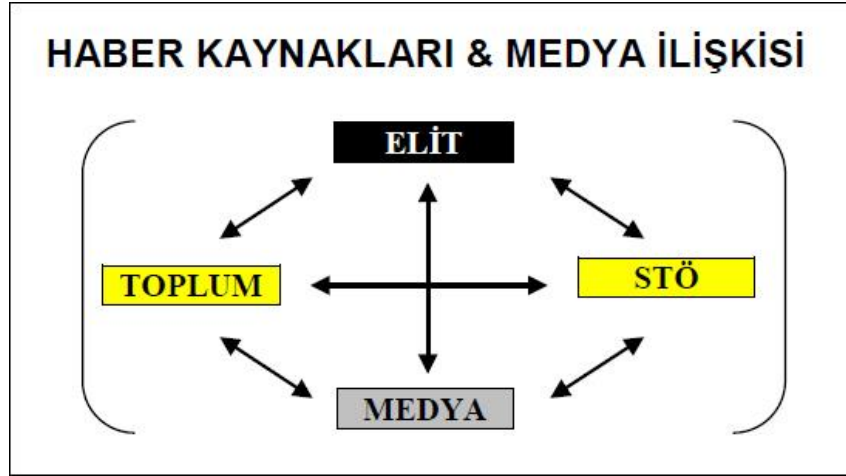 HABER KAYNAKLARI & MEDYA İLİŞKİSİ
ELİT
TOPLUM
STÖ
MEDYA